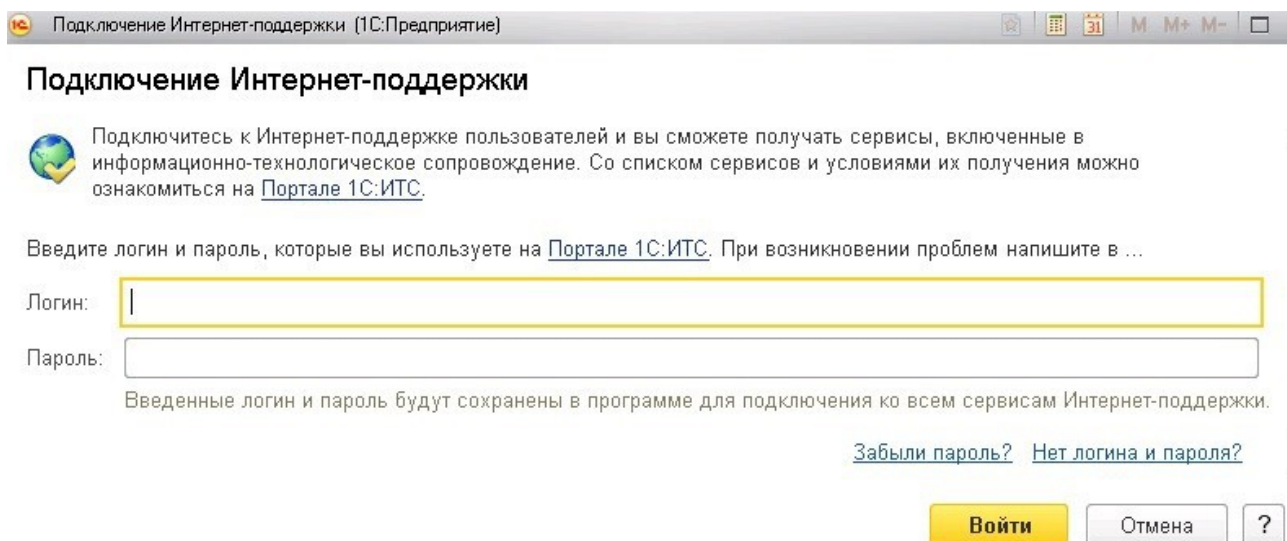 1С Подключение Интернет-поддержки (1С:Предприятие) 31 M M+ M-
Подключение Интернет-поддержки
Подключитесь к Интернет-поддержке пользователей и вы сможете получать сервисы, включенные в
информационно-технологическое сопровождение. Со списком сервисов и условиями их получения можно
ознакомиться на Портале 1С:ИТС.
Введите логин и пароль, которые вы используете на Портале 1С:ИТС. При возникновении проблем напишите в ...
Логин:
Пароль:
Введенные логин и пароль будут сохранены в программе для подключения ко всем сервисам Интернет-поддержки.
Забыли пароль? Нет логина и пароля?
Войти Отмена ?